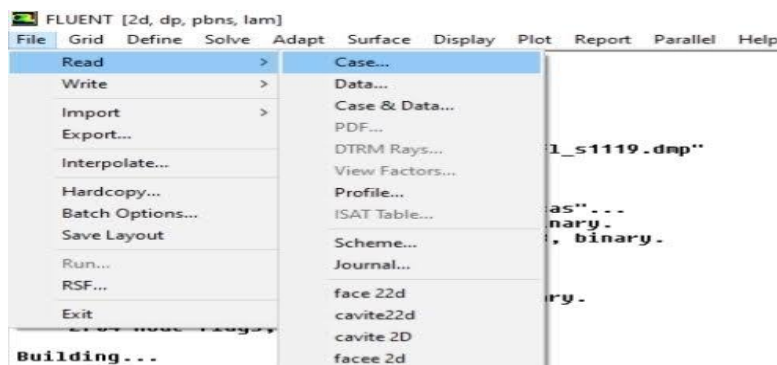 FLUENT [2d, dp, pbns, lam]
File Grid Define Solve Adapt Surface Display Plot Report Parallel Help
Read >
Write >
Import >
Export...
Interpolate...
Hardcopy...
Batch Options...
Save Layout
Run...
RSF...
Exit
Case...
Data...
Case & Data...
PDF...
DTRM Rays...
View Factors...
Profile...
ISAT Table...
Scheme...
Journal...
face 22d
cavite22d
cavite 2D
facee 2d
l_s1119.dmp"
as"...
nary.
, binary.
ry.
Building...